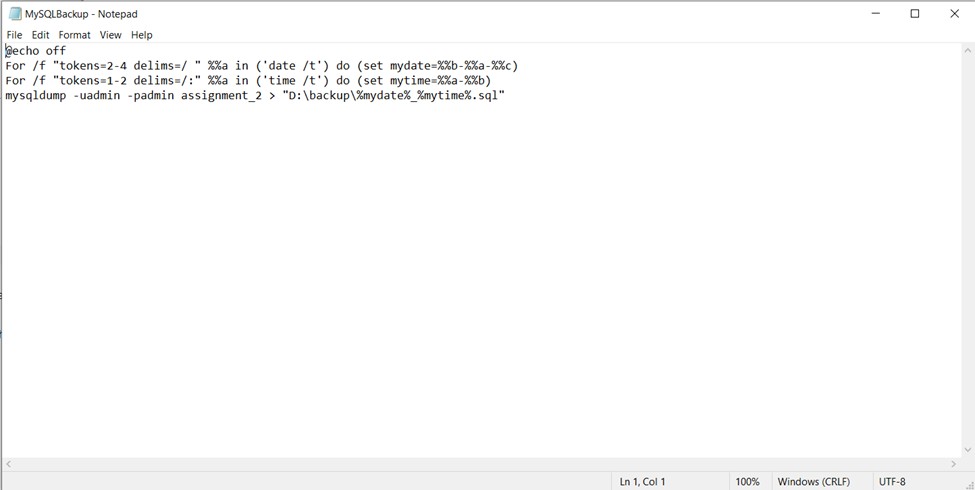 MySQLBackup - Notepad
File Edit Format View Help
@echo off
For /f "tokens=2-4 delims=/ " %%a in ('date /t') do (set mydate=%%b-%%a-%%c)
For /f "tokens=1-2 delims=/:" %%a in ('time /t') do (set mytime=%%a-%%b)
mysqldump -uadmin -padmin assignment_2 > "D:\backup\%mydate%_%mytime%.sql"
Ln 1, Col 1 100% Windows (CRLF) UTF-8